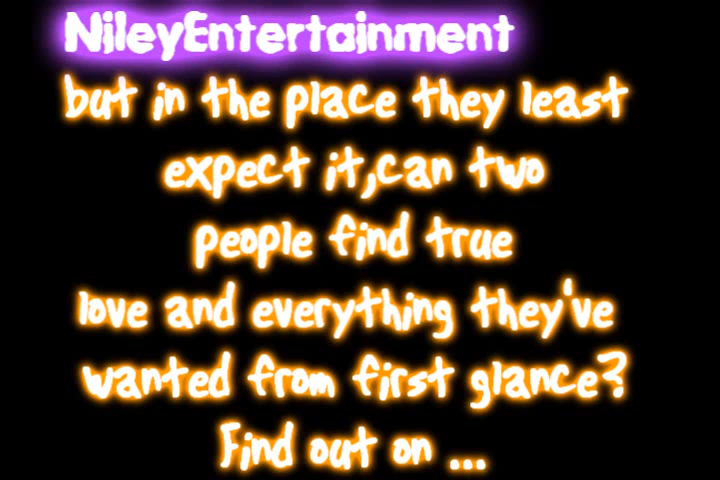 NileyEntertainment
but in the place they least
expect it,can two
people find true
love and everything they've
wanted from first glance?
Find out on ...